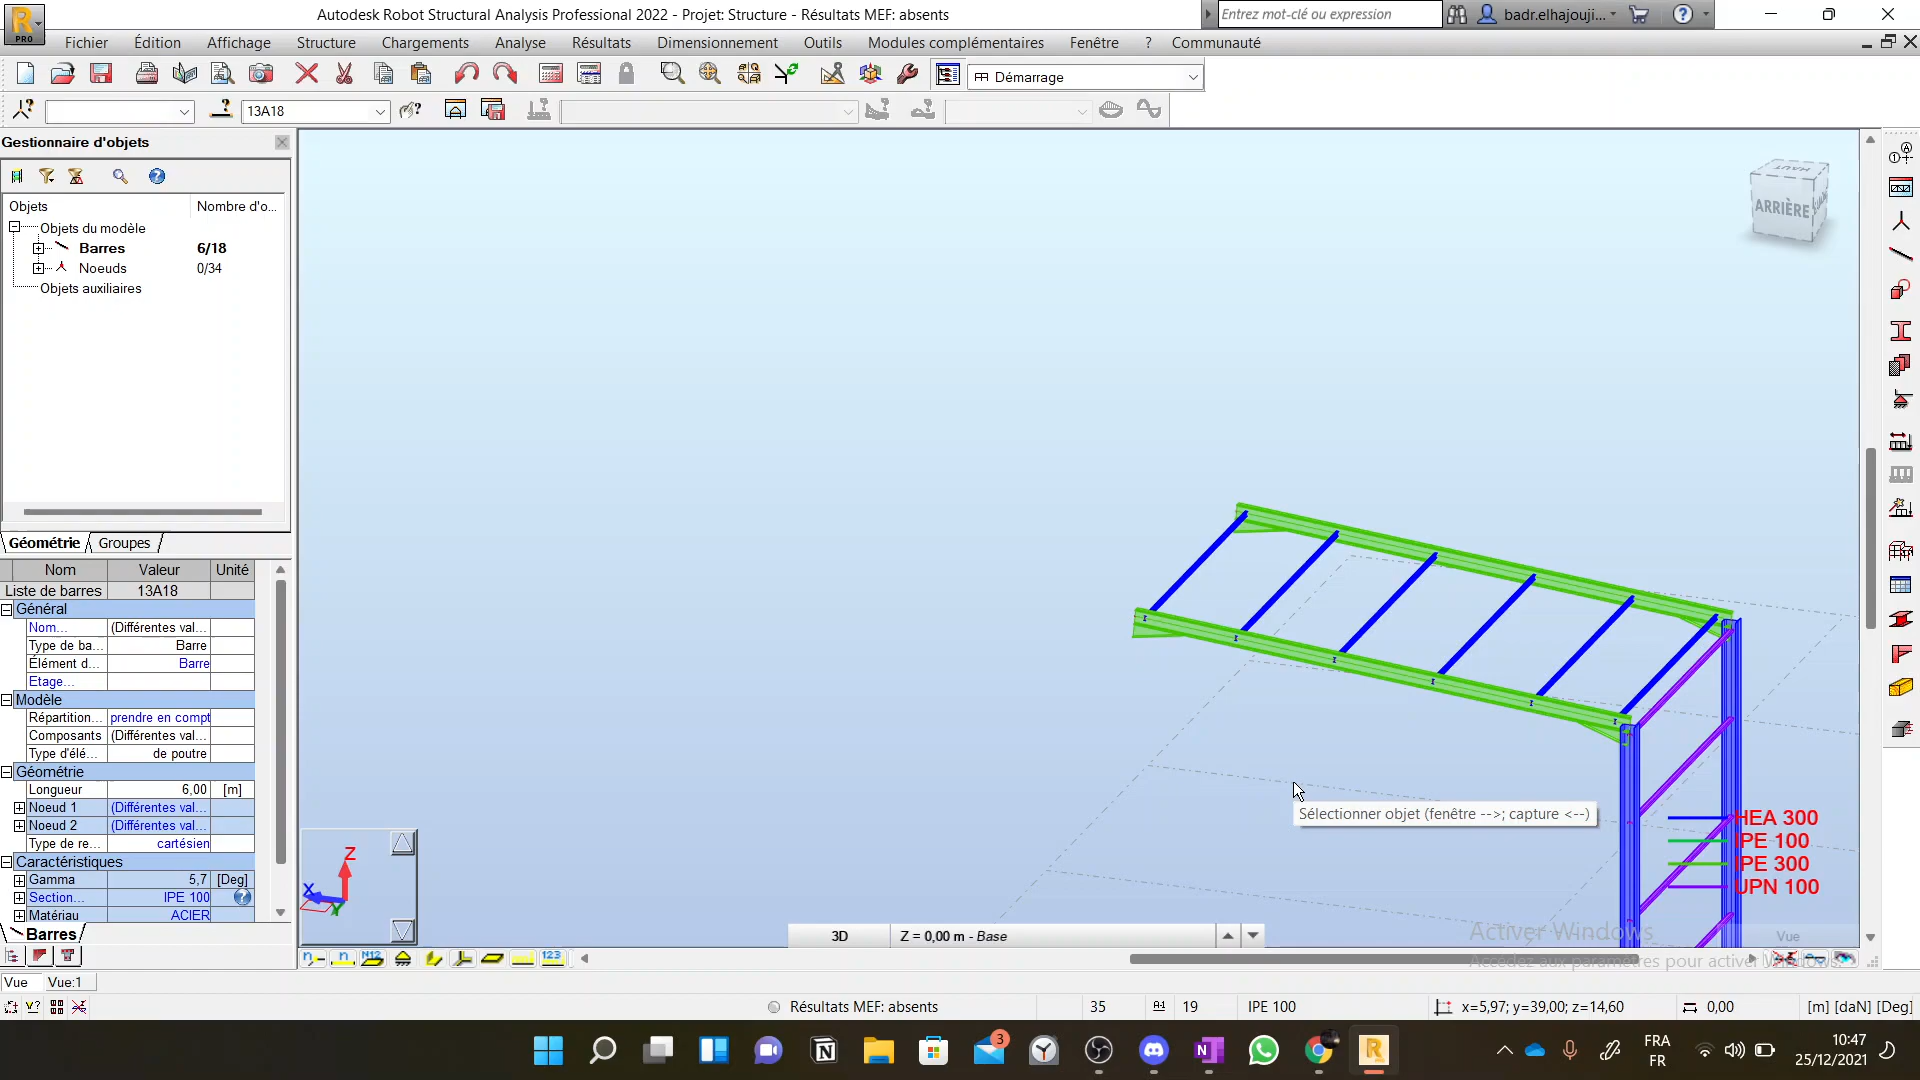 Autodesk Robot Structural Analysis Professional 2022 - Projet: Structure - Résultats MEF: absents
Entrez mot-clé ou expression
badr.elhajouji...
PRO
Fichier Édition Affichage Structure Chargements Analyse Résultats Dimensionnement Outils Modules complémentaires Fenêtre ? Communauté
Démarrage
13A18
Gestionnaire d'objets
Objets Nombre d'o...
Objets du modèle
Barres 6/18
Noeuds 0/34
Objets auxiliaires
Géométrie Groupes
Nom Valeur Unité
Liste de barres 13A18
Général
Nom... (Différentes val...
Type de ba... Barre
Élément d... Barre
Etage...
Modèle
Répartition... prendre en compt
Composants (Différentes val...
Type d'élé... de poutre
Géométrie
Longueur 6,00 [m]
Noeud 1 (Différentes val...
Noeud 2 (Différentes val...
Type de re... cartésien
Caractéristiques
Gamma 5,7 [Deg]
Section... IPE 100
Matériau ACIER
Barres
HAUT
ARRIÈRE
Sélectionner objet (fenêtre -->; capture <--)
HEA 300
IPE 100
IPE 300
UPN 100
Z
X
Y
3D Z = 0,00 m - Base
Activer Windows
Accédez aux paramètres pour activer Windows.
Vue
Vue Vue:1
Résultats MEF: absents 35 19 IPE 100 x=5,97; y=39,00; z=14,60 0,00 [m] [daN] [Deg]
3
FRA
FR
10:47
25/12/2021